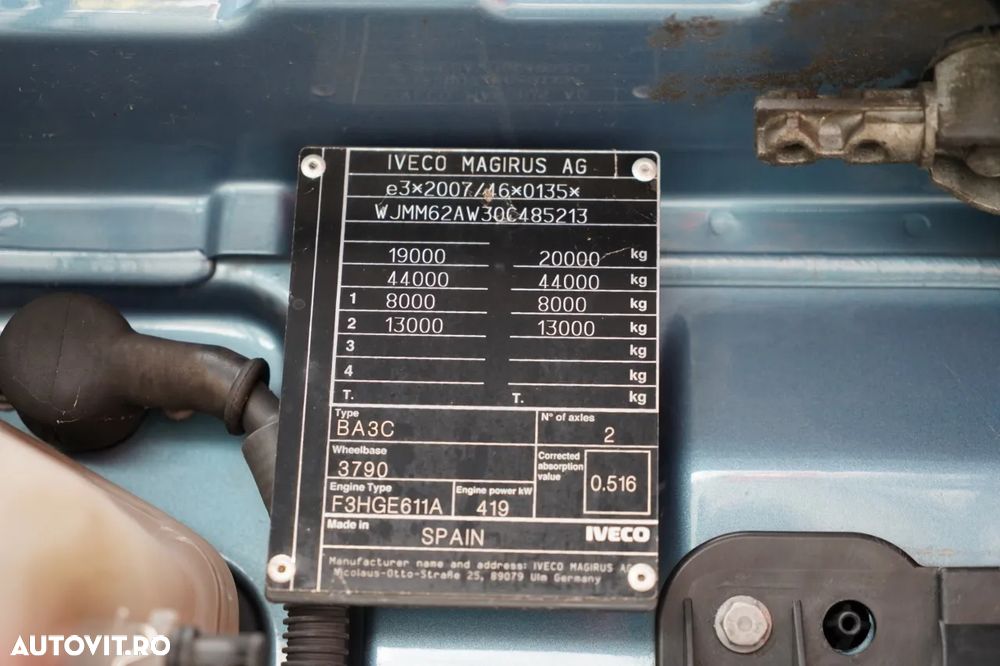 IVECO MAGIRUS AG
e3*2007/46*0135*
WJMM62AW30C485213
19000 20000 kg
44000 44000 kg
1 8000 8000 kg
2 13000 13000 kg
3 kg
4 kg
T. T. kg
Type N° of axles
BA3C 2
Wheelbase Corrected absorption value
3790 0.516
Engine Type Engine power kW
F3HGE611A 419
Made in SPAIN IVECO
Manufacturer name and address: IVECO MAGIRUS AG
Nicolaus-Otto-Straße 25, 89079 Ulm Germany
AUTOVIT.RO